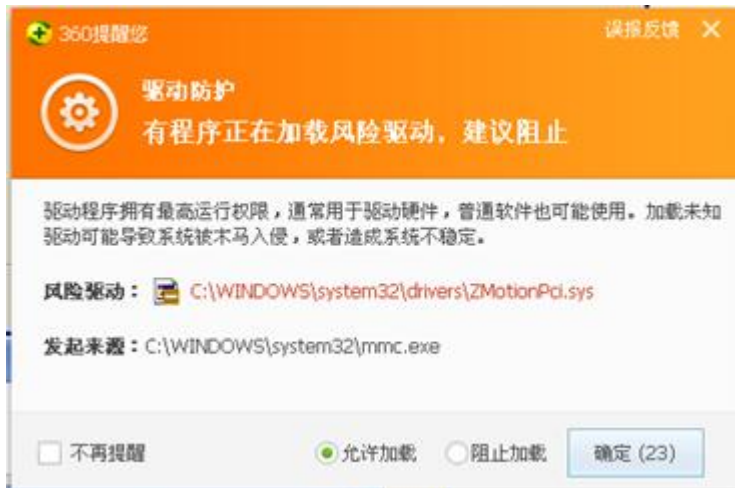 360提醒您
误报反馈
驱动防护
有程序正在加载风险驱动，建议阻止
驱动程序拥有最高运行权限，通常用于驱动硬件，普通软件也可能使用。加载未知
驱动可能导致系统被木马入侵，或者造成系统不稳定。
风险驱动： C:\WINDOWS\system32\drivers\ZMotionPci.sys
发起来源：C:\WINDOWS\system32\mmc.exe
不再提醒
允许加载
阻止加载
确定 (23)